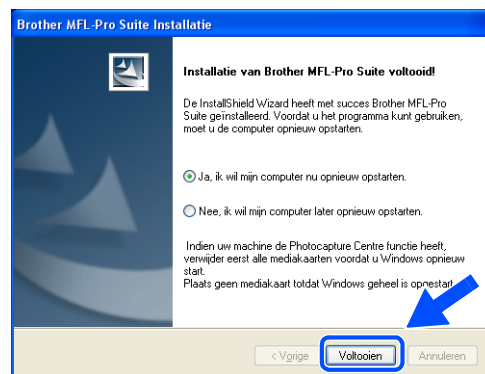 Brother MFL-Pro Suite Installatie
Installatie van Brother MFL-Pro Suite voltooid!
De InstallShield Wizard heeft met succes Brother MFL-Pro
Suite geïnstalleerd. Voordat u het programma kunt gebruiken,
moet u de computer opnieuw opstarten.
Ja, ik wil mijn computer nu opnieuw opstarten.
Nee, ik wil mijn computer later opnieuw opstarten.
Indien uw machine de Photocapture Centre functie heeft,
verwijder eerst alle mediakaarten voordat u Windows opnieuw
start.
Plaats geen mediakaart totdat Windows geheel is opgestart.
< Vorige
Voltooien
Annuleren